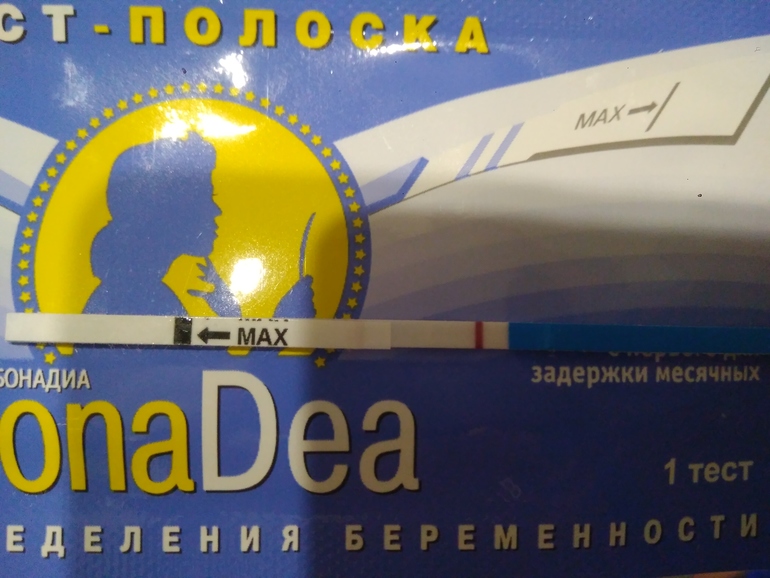 СТ-ПОЛОСКА
MAX
MAX
БОНАДИА
задержки месячных
onaDea
1 тест
ЕДЕЛЕНИЯ БЕРЕМЕННОСТИ